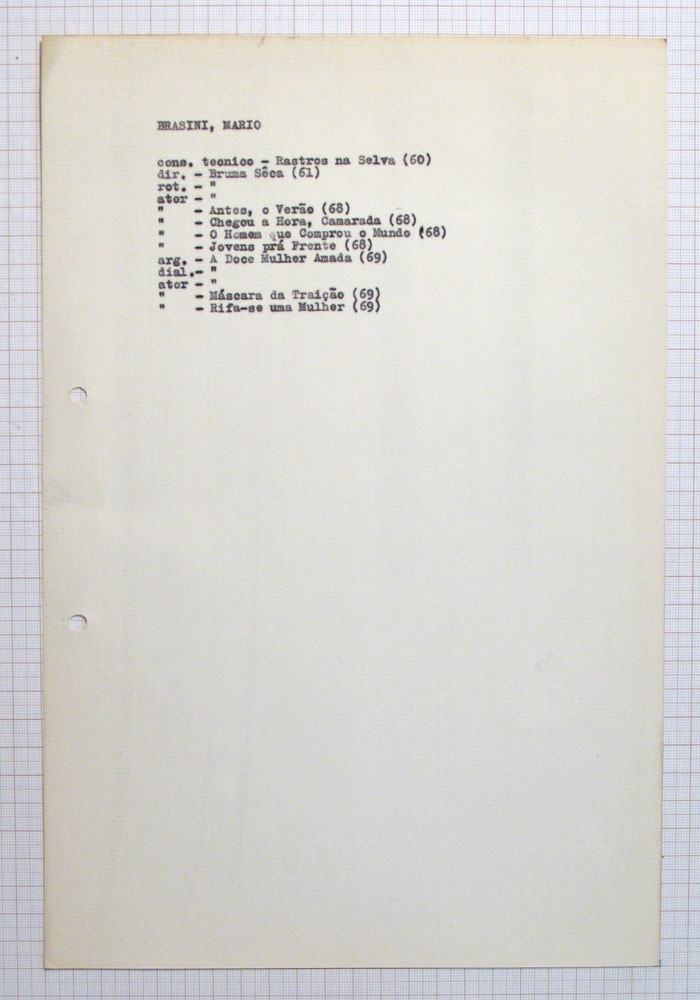 BRASINI, MARIO
cons. tecnico - Rastros na Selva (60)
dir. - Bruma Sêca (61)
rot. - "
ator - "
" - Antes, o Verão (68)
" - Chegou a Hora, Camarada (68)
" - O Homem que Comprou o Mundo (68)
" - Jovens prá Frente (68)
arg. - A Doce Mulher Amada (69)
dial.- "
ator - "
" - Máscara da Traição (69)
" - Rifa-se uma Mulher (69)